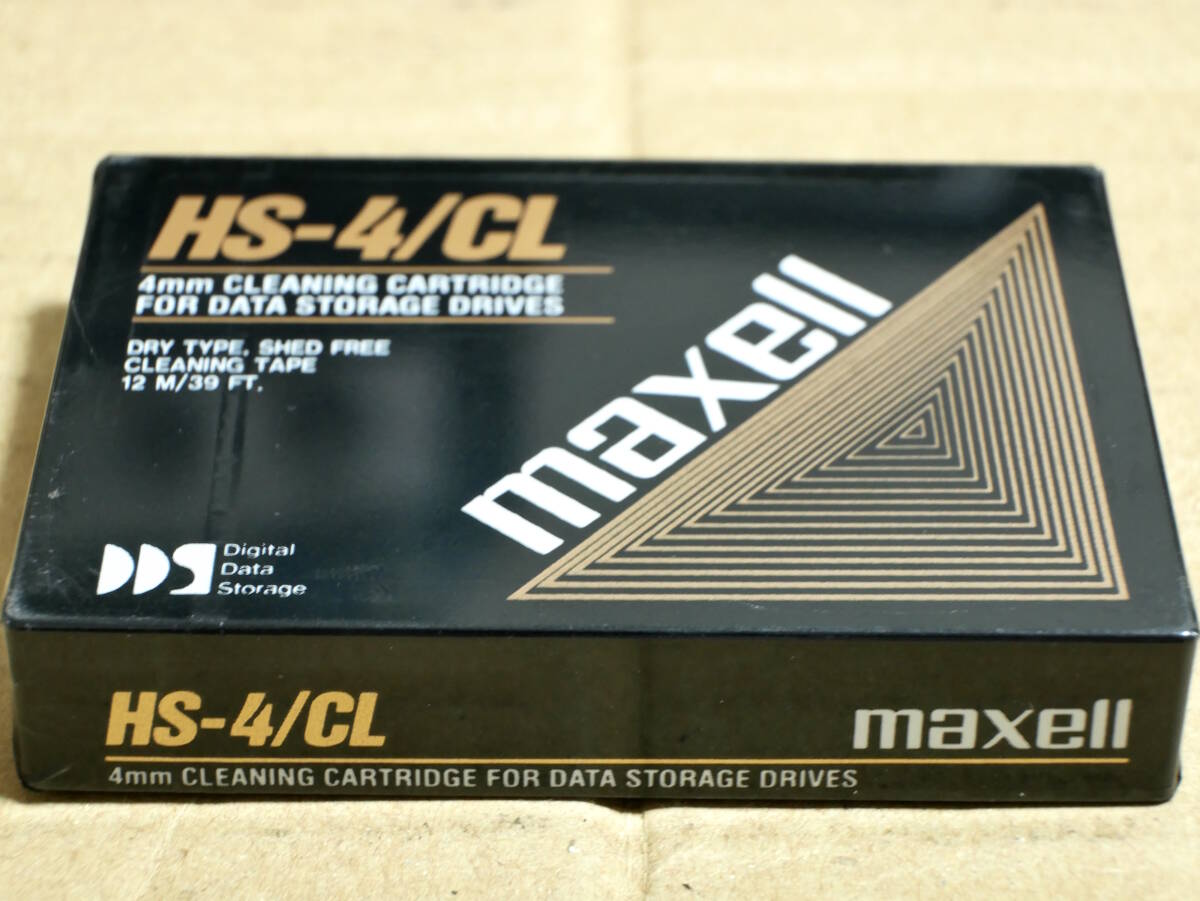 HS-4/CL
4mm CLEANING CARTRIDGE
FOR DATA STORAGE DRIVES
DRY TYPE, SHED FREE
CLEANING TAPE
12 M/39 FT.
maxell
DDS Digital
Data
Storage
HS-4/CL
maxell
4mm CLEANING CARTRIDGE FOR DATA STORAGE DRIVES